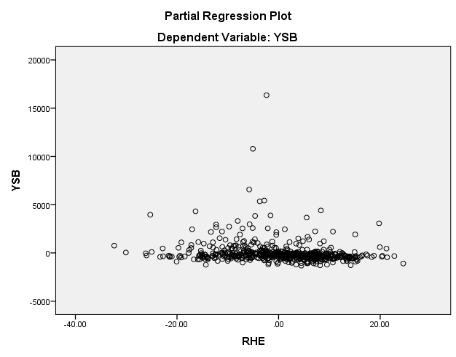 Partial Regression Plot
Dependent Variable: YSB
20000
15000
10000
5000
0
-5000
YSB
-40.00 -20.00 .00 20.00
RHE